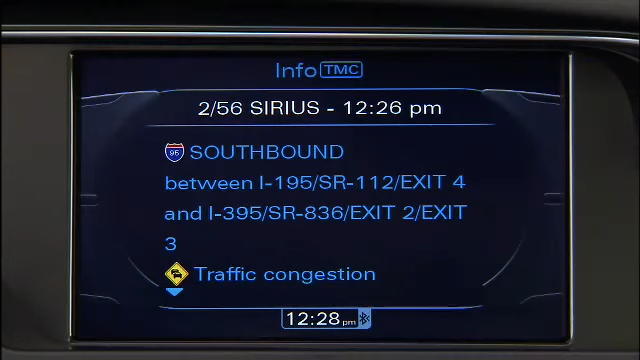 Info TMC
2/56 SIRIUS - 12:26 pm
95 SOUTHBOUND
between I-195/SR-112/EXIT 4
and I-395/SR-836/EXIT 2/EXIT
3
Traffic congestion
12:28 pm